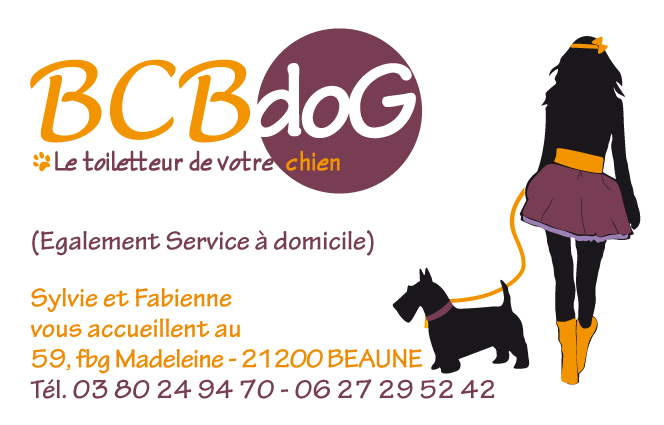 BCBdoG
Le toiletteur de votre chien
(Egalement Service à domicile)
Sylvie et Fabienne
vous accueillent au
59, fbg Madeleine - 21200 BEAUNE
Tél. 03 80 24 94 70 - 06 27 29 52 42